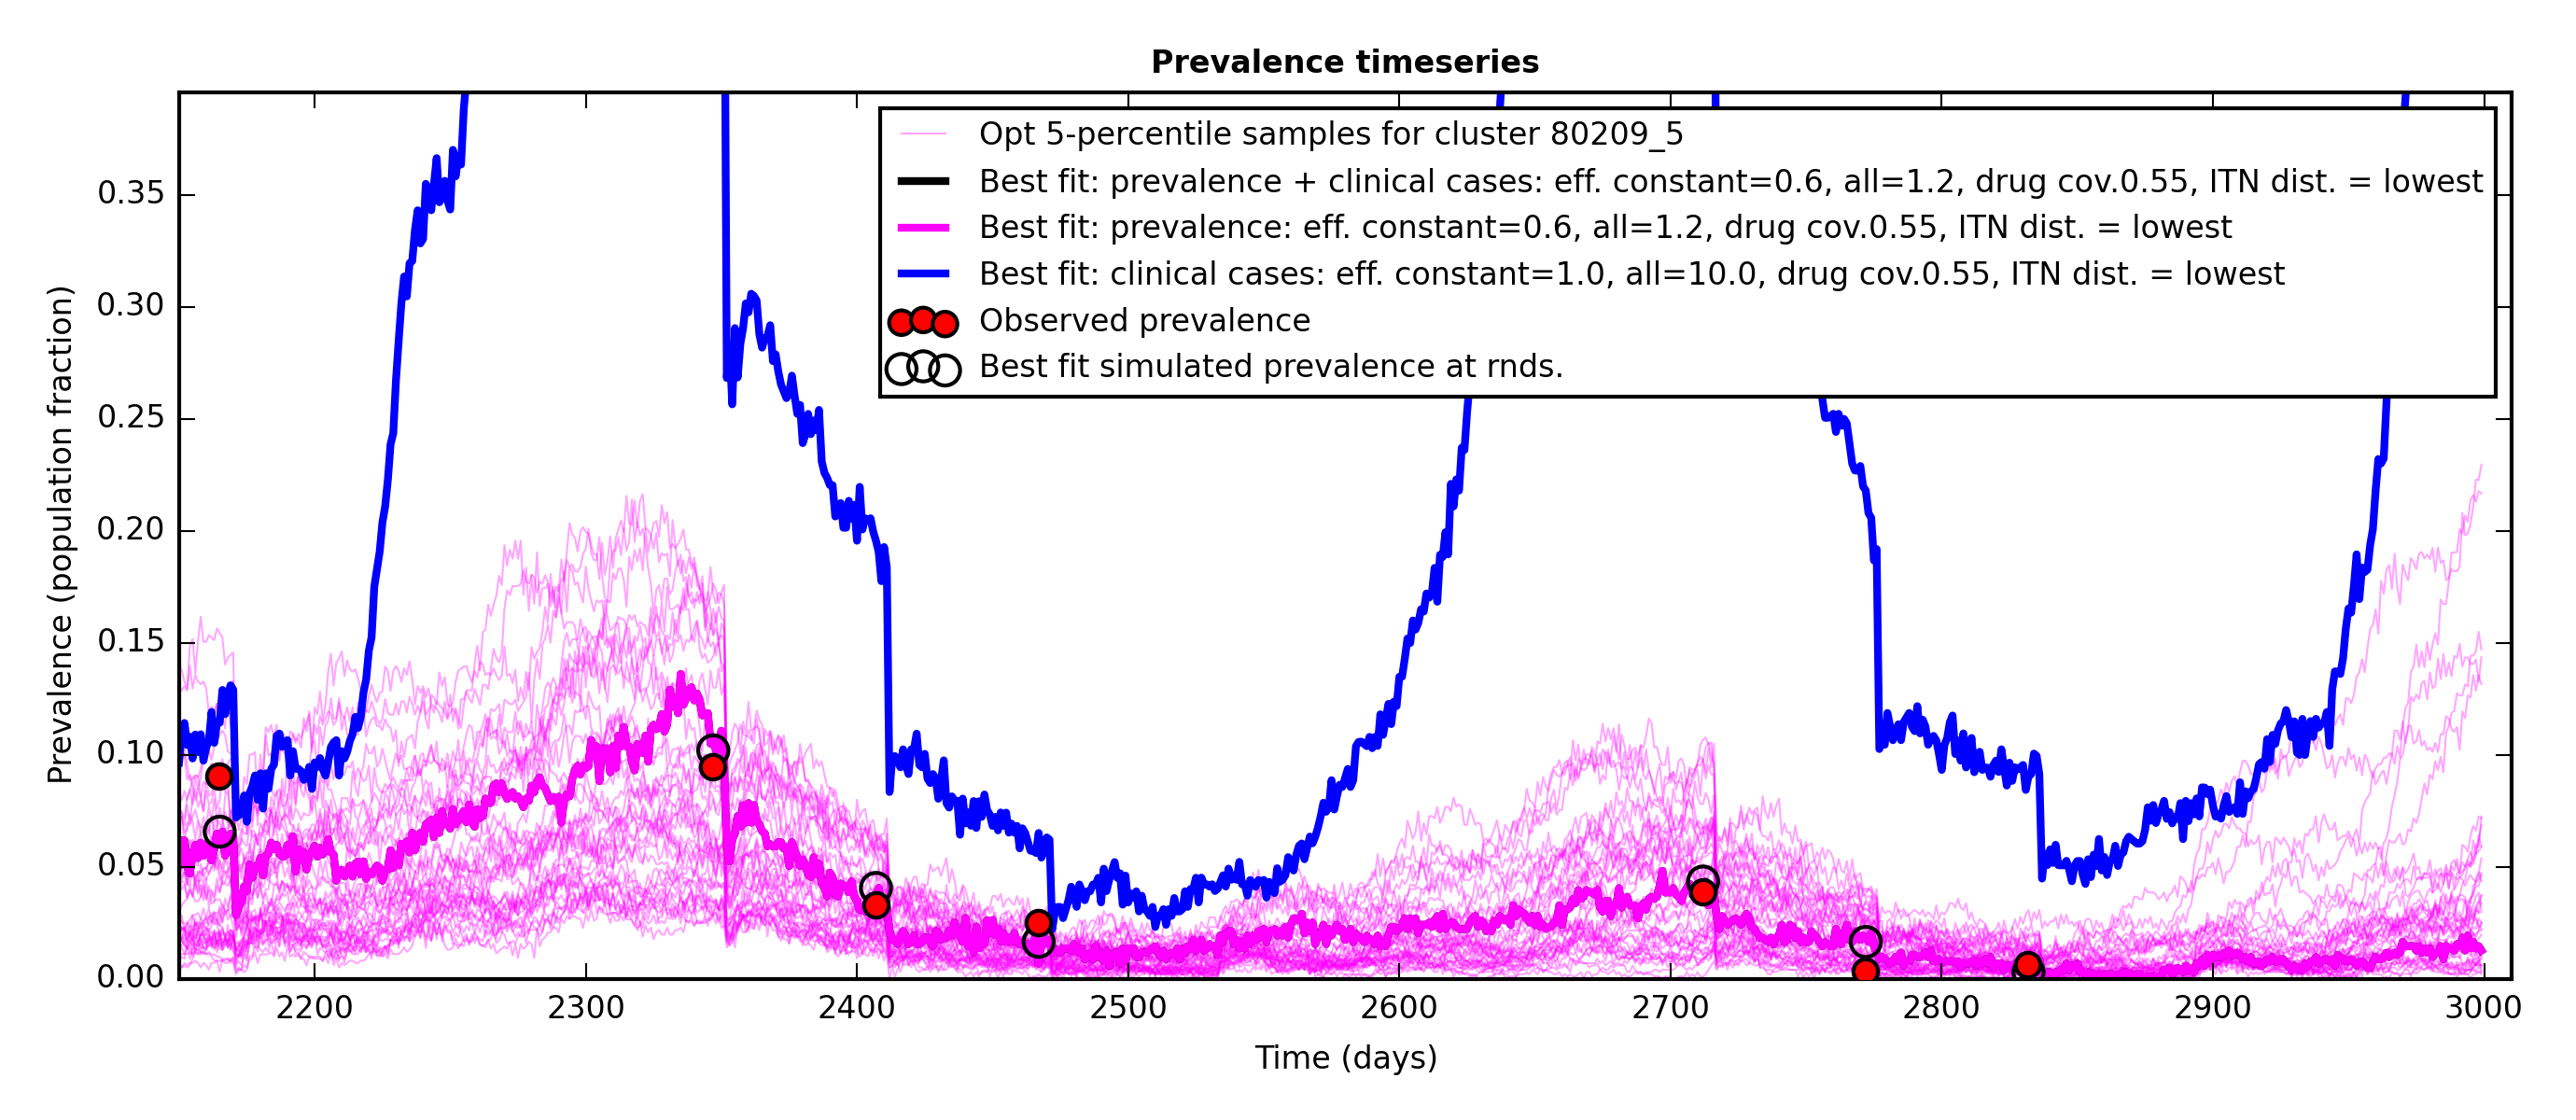 Prevalence timeseries
Opt 5-percentile samples for cluster 80209_5
Best fit: prevalence + clinical cases: eff. constant=0.6, all=1.2, drug cov.0.55, ITN dist. = lowest
Best fit: prevalence: eff. constant=0.6, all=1.2, drug cov.0.55, ITN dist. = lowest
Best fit: clinical cases: eff. constant=1.0, all=10.0, drug cov.0.55, ITN dist. = lowest
Observed prevalence
Best fit simulated prevalence at rnds.
Prevalence (population fraction)
0.35
0.30
0.25
0.20
0.15
0.10
0.05
0.00
2200 2300 2400 2500 2600 2700 2800 2900 3000
Time (days)